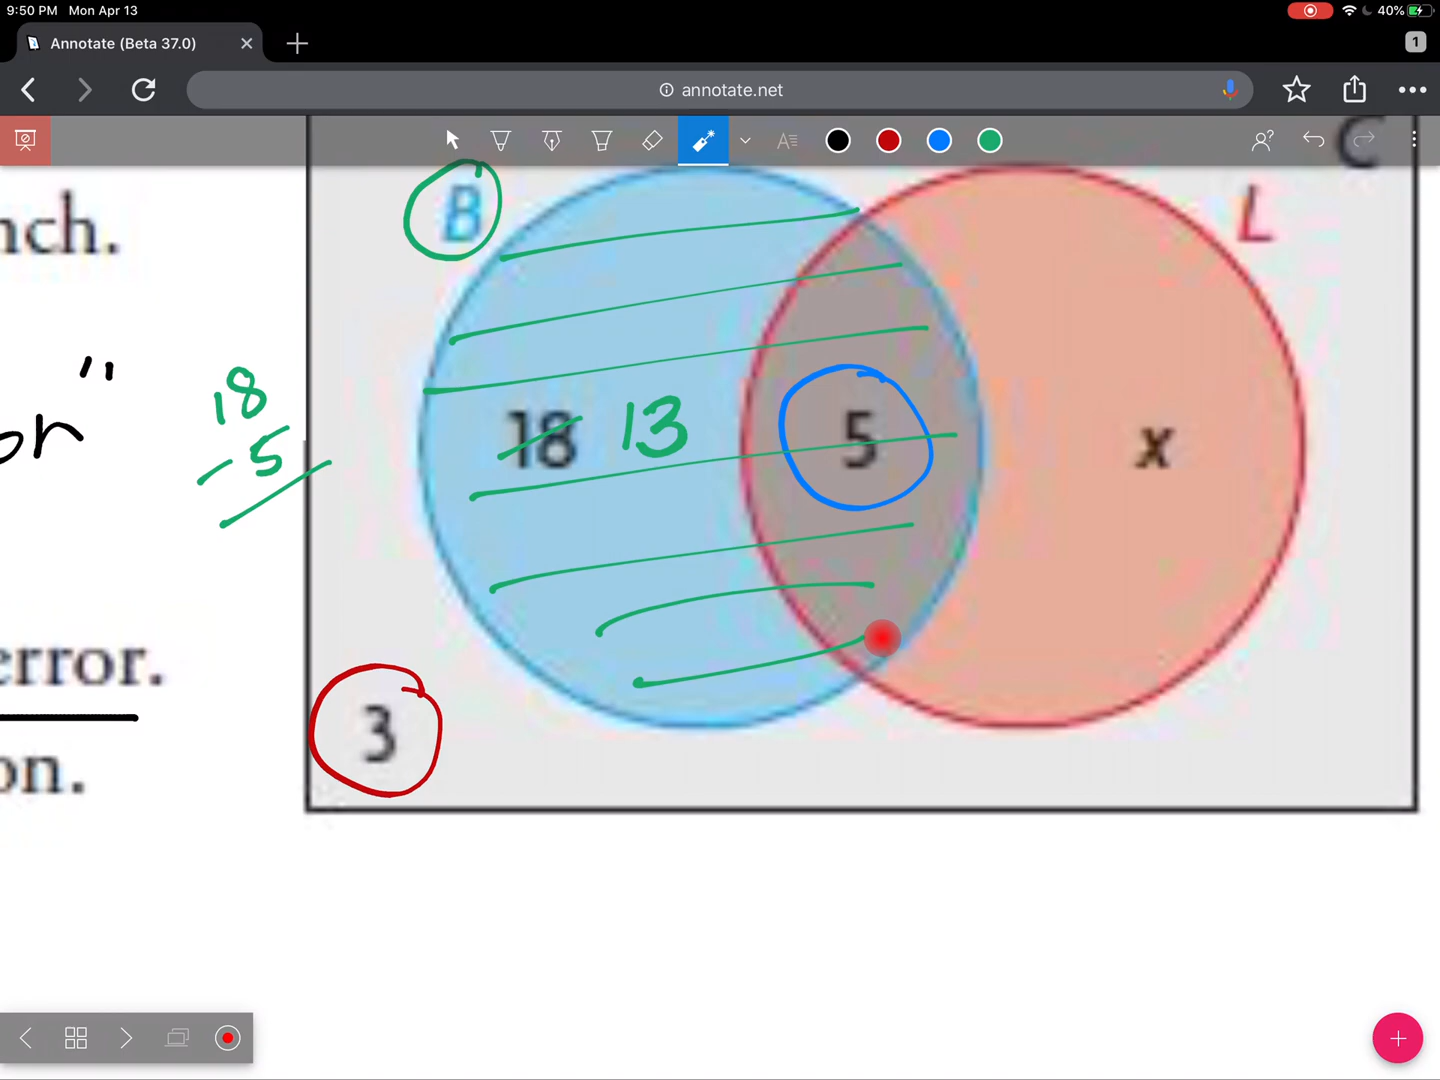 9:50 PM Mon Apr 13
40%
Annotate (Beta 37.0)
1
annotate.net
C
B
L
nch.
"
or"
18
- 5
18 13
5
x
error.
3
on.